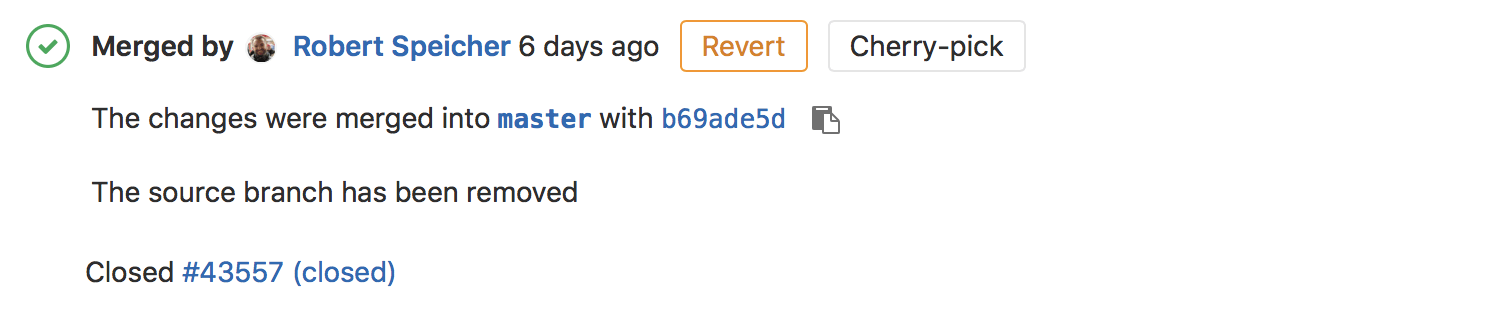 Merged by Robert Speicher 6 days ago Revert Cherry-pick
The changes were merged into master with b69ade5d
The source branch has been removed
Closed #43557 (closed)